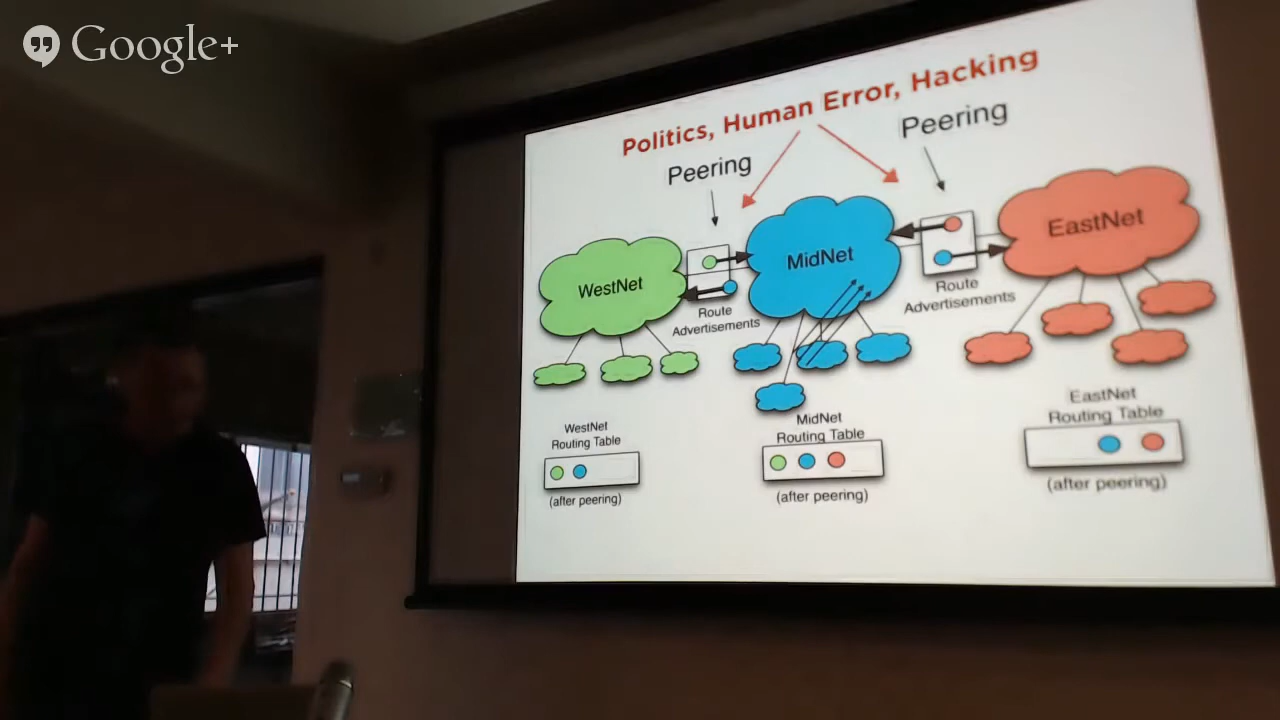 Google+
Politics, Human Error, Hacking
Peering
Peering
WestNet
MidNet
EastNet
Route
Advertisements
Route
Advertisements
WestNet
Routing Table
(after peering)
MidNet
Routing Table
(after peering)
EastNet
Routing Table
(after peering)